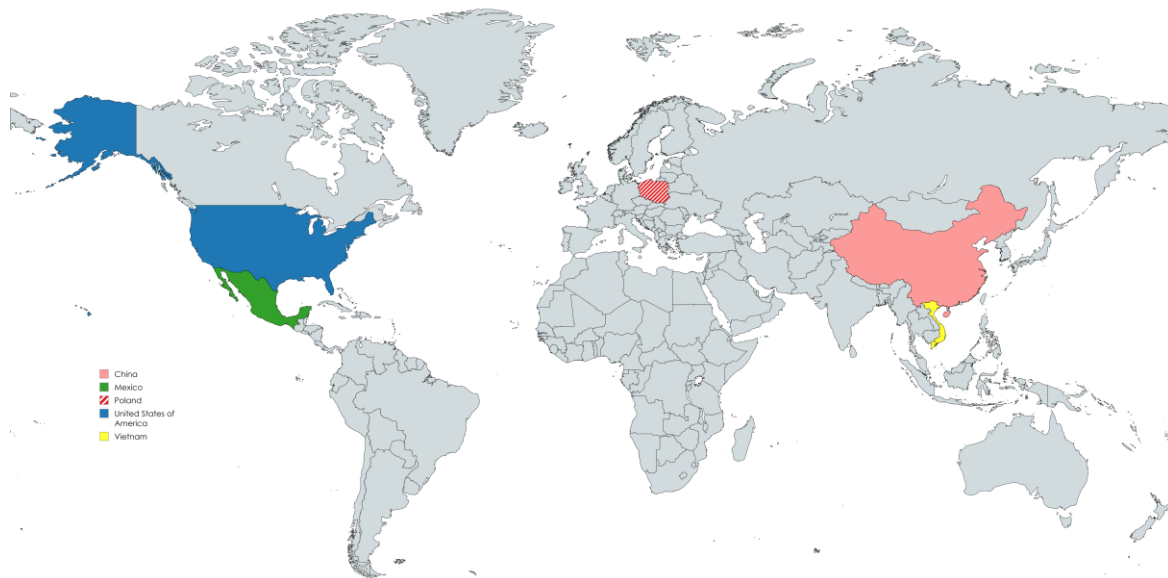 China
Mexico
Poland
United States of
America
Vietnam